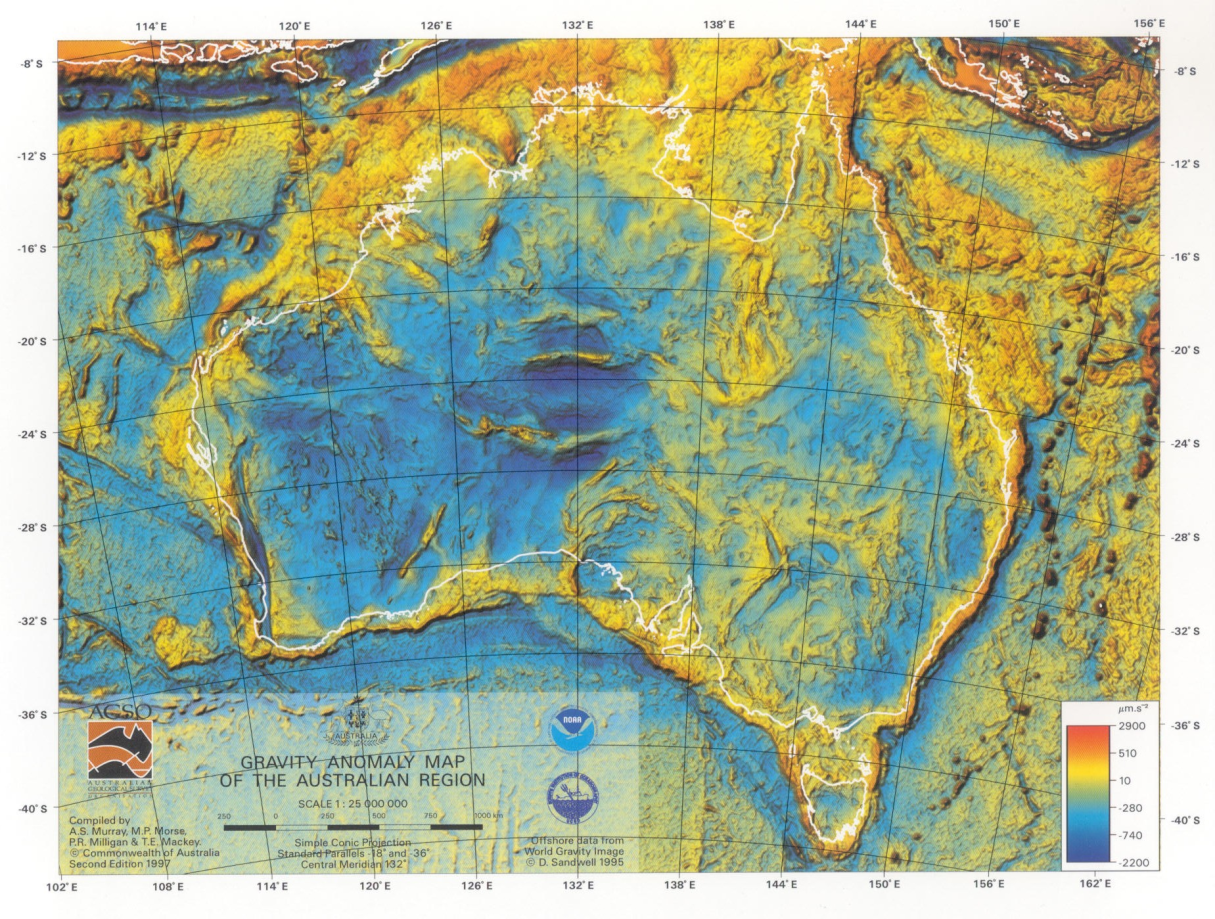 114° E 120° E 126° E 132° E 138° E 144° E 150° E 156° E
-8° S
-12° S
-16° S
-20° S
-24° S
-28° S
-32° S
-36° S
-40° S
-8° S
-12° S
-16° S
-20° S
-24° S
-28° S
-32° S
-36° S
-40° S
AGSO
AUSTRALIAN
GEOLOGICAL SURVEY
ORGANISATION
AUSTRALIA
NOAA
GRAVITY ANOMALY MAP
OF THE AUSTRALIAN REGION
SCALE 1 : 25 000 000
250 0 250 500 750 1000 km
Simple Conic Projection
Standard Parallels -18° and -36°
Central Meridian 132°
Compiled by
A.S. Murray, M.P. Morse,
P.R. Milligan & T.E. Mackey.
© Commonwealth of Australia
Second Edition 1997
Offshore data from
World Gravity Image
© D. Sandwell 1995
μm.s⁻²
2900
510
10
-280
-740
-2200
102° E 108° E 114° E 120° E 126° E 132° E 138° E 144° E 150° E 156° E 162° E